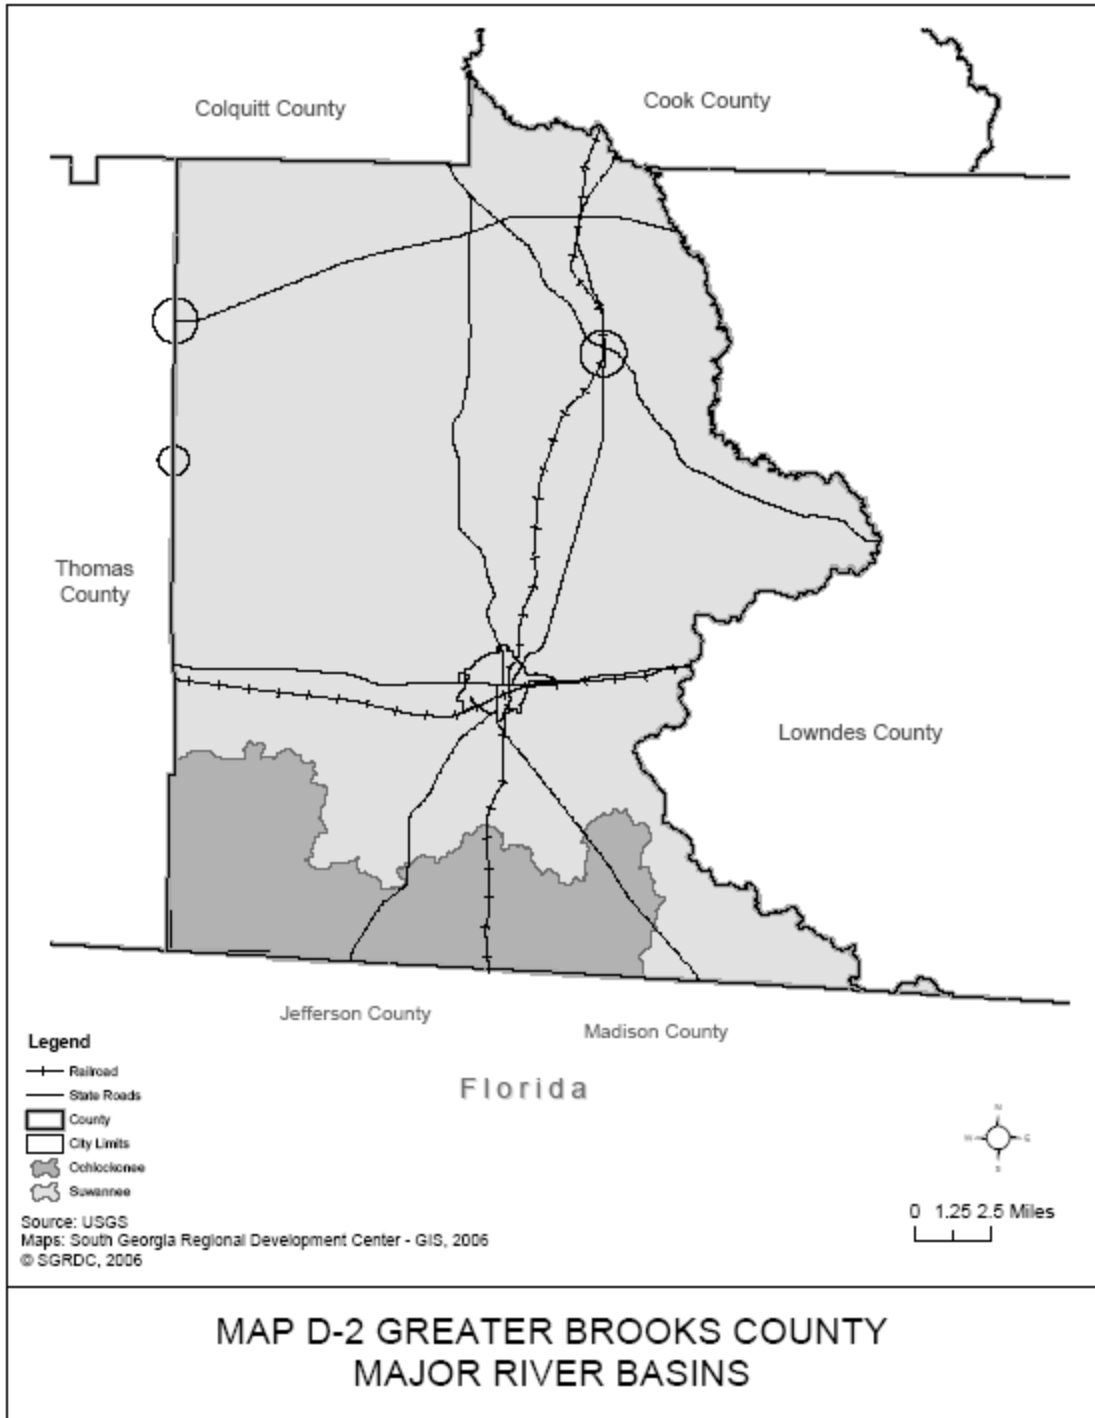 Colquitt County
Cook County
Thomas
County
Lowndes County
Jefferson County
Madison County
Florida
Legend
Railroad
State Roads
County
City Limits
Ochlockonee
Suwannee
N
E
S
0 1.25 2.5 Miles
Source: USGS
Maps: South Georgia Regional Development Center - GIS, 2006
© SGRDC, 2006
MAP D-2 GREATER BROOKS COUNTY
MAJOR RIVER BASINS